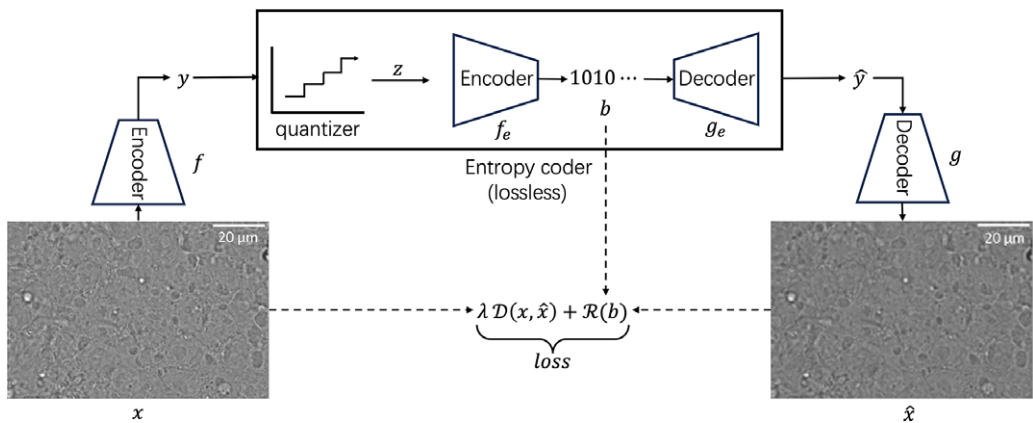 y
z
Encoder
1010 ⋯
Decoder
ŷ
quantizer
f_e
b
g_e
Encoder
f
Entropy coder
(lossless)
Decoder
g
20 μm
20 μm
λ 𝒟(x, x̂) + ℛ(b)
loss
x
x̂